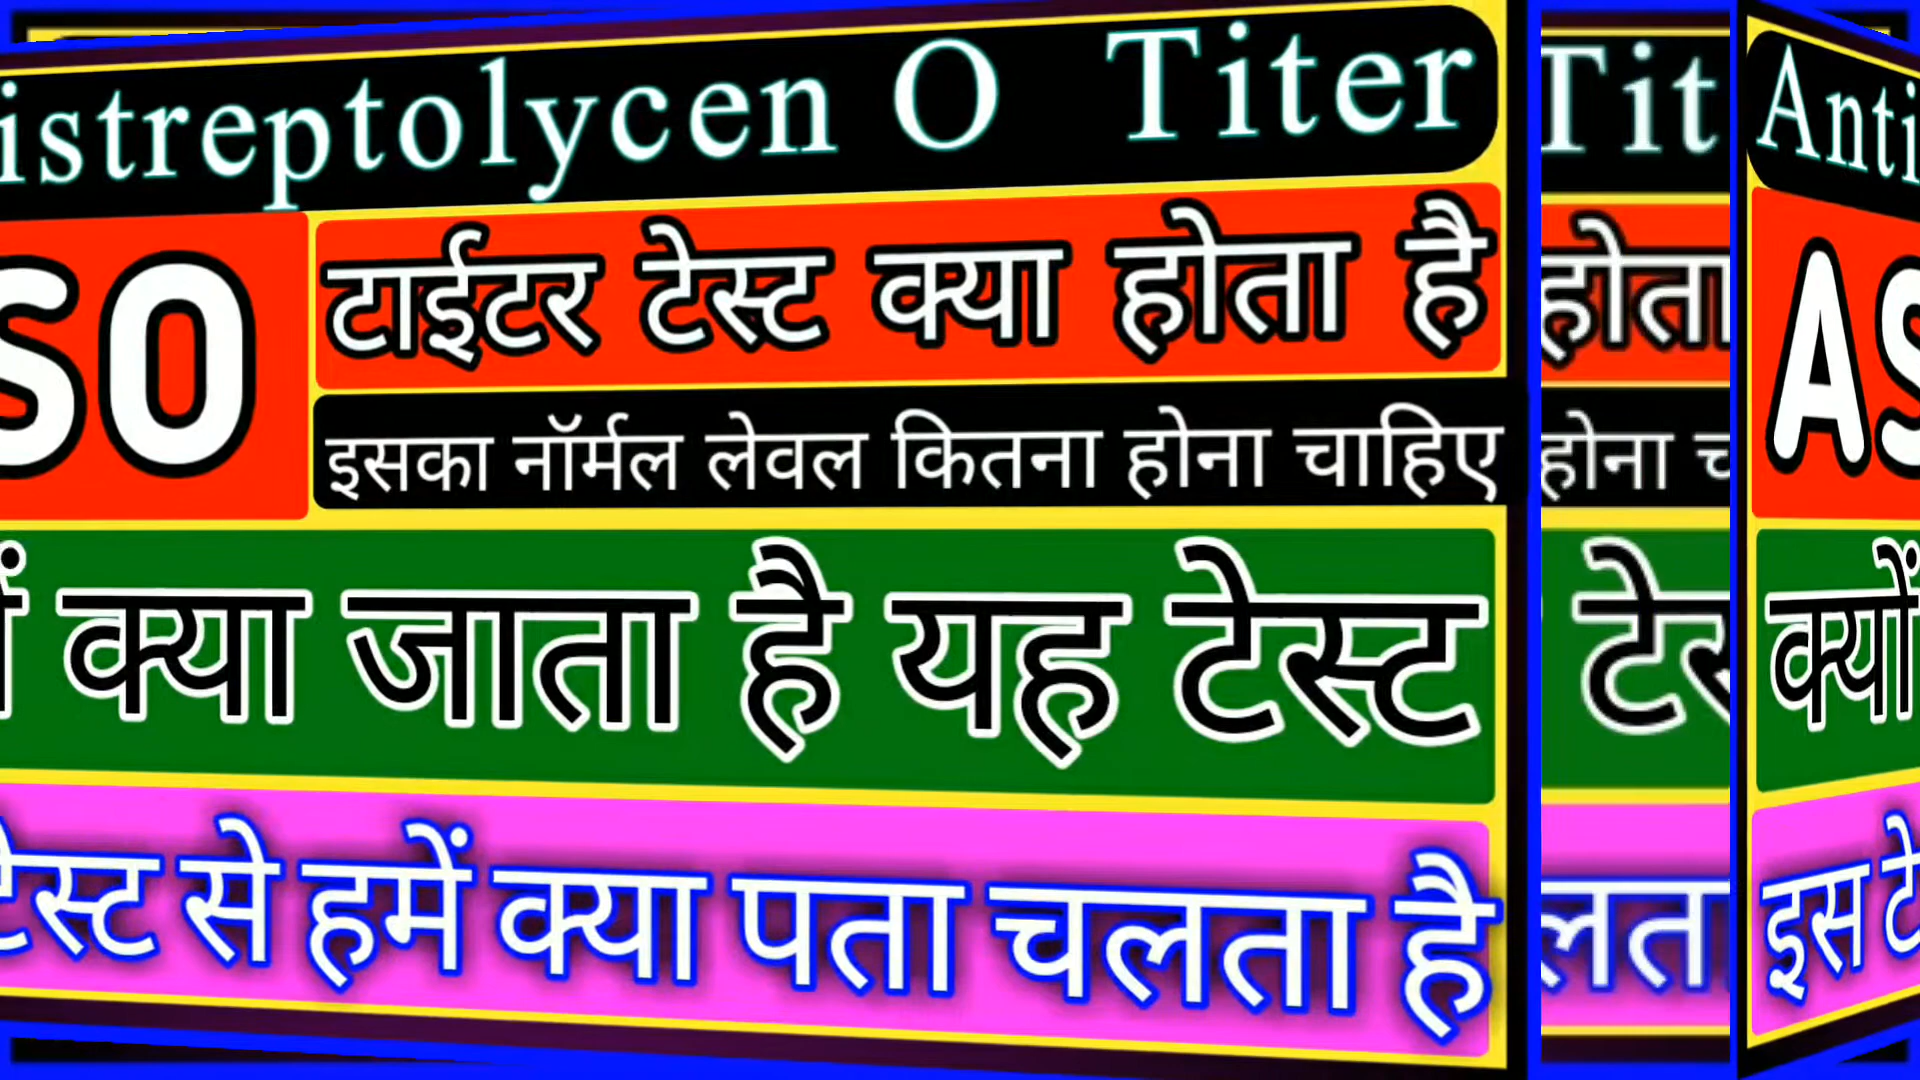 istreptolycen O Titer
SO टाईटर टेस्ट क्या होता है
इसका नॉर्मल लेवल कितना होना चाहिए
क्या जाता है यह टेस्ट
टेस्ट से हमें क्या पता चलता है
Tit
होता
होना च
टेस
लता
Anti
AS
क्यों
इस टे